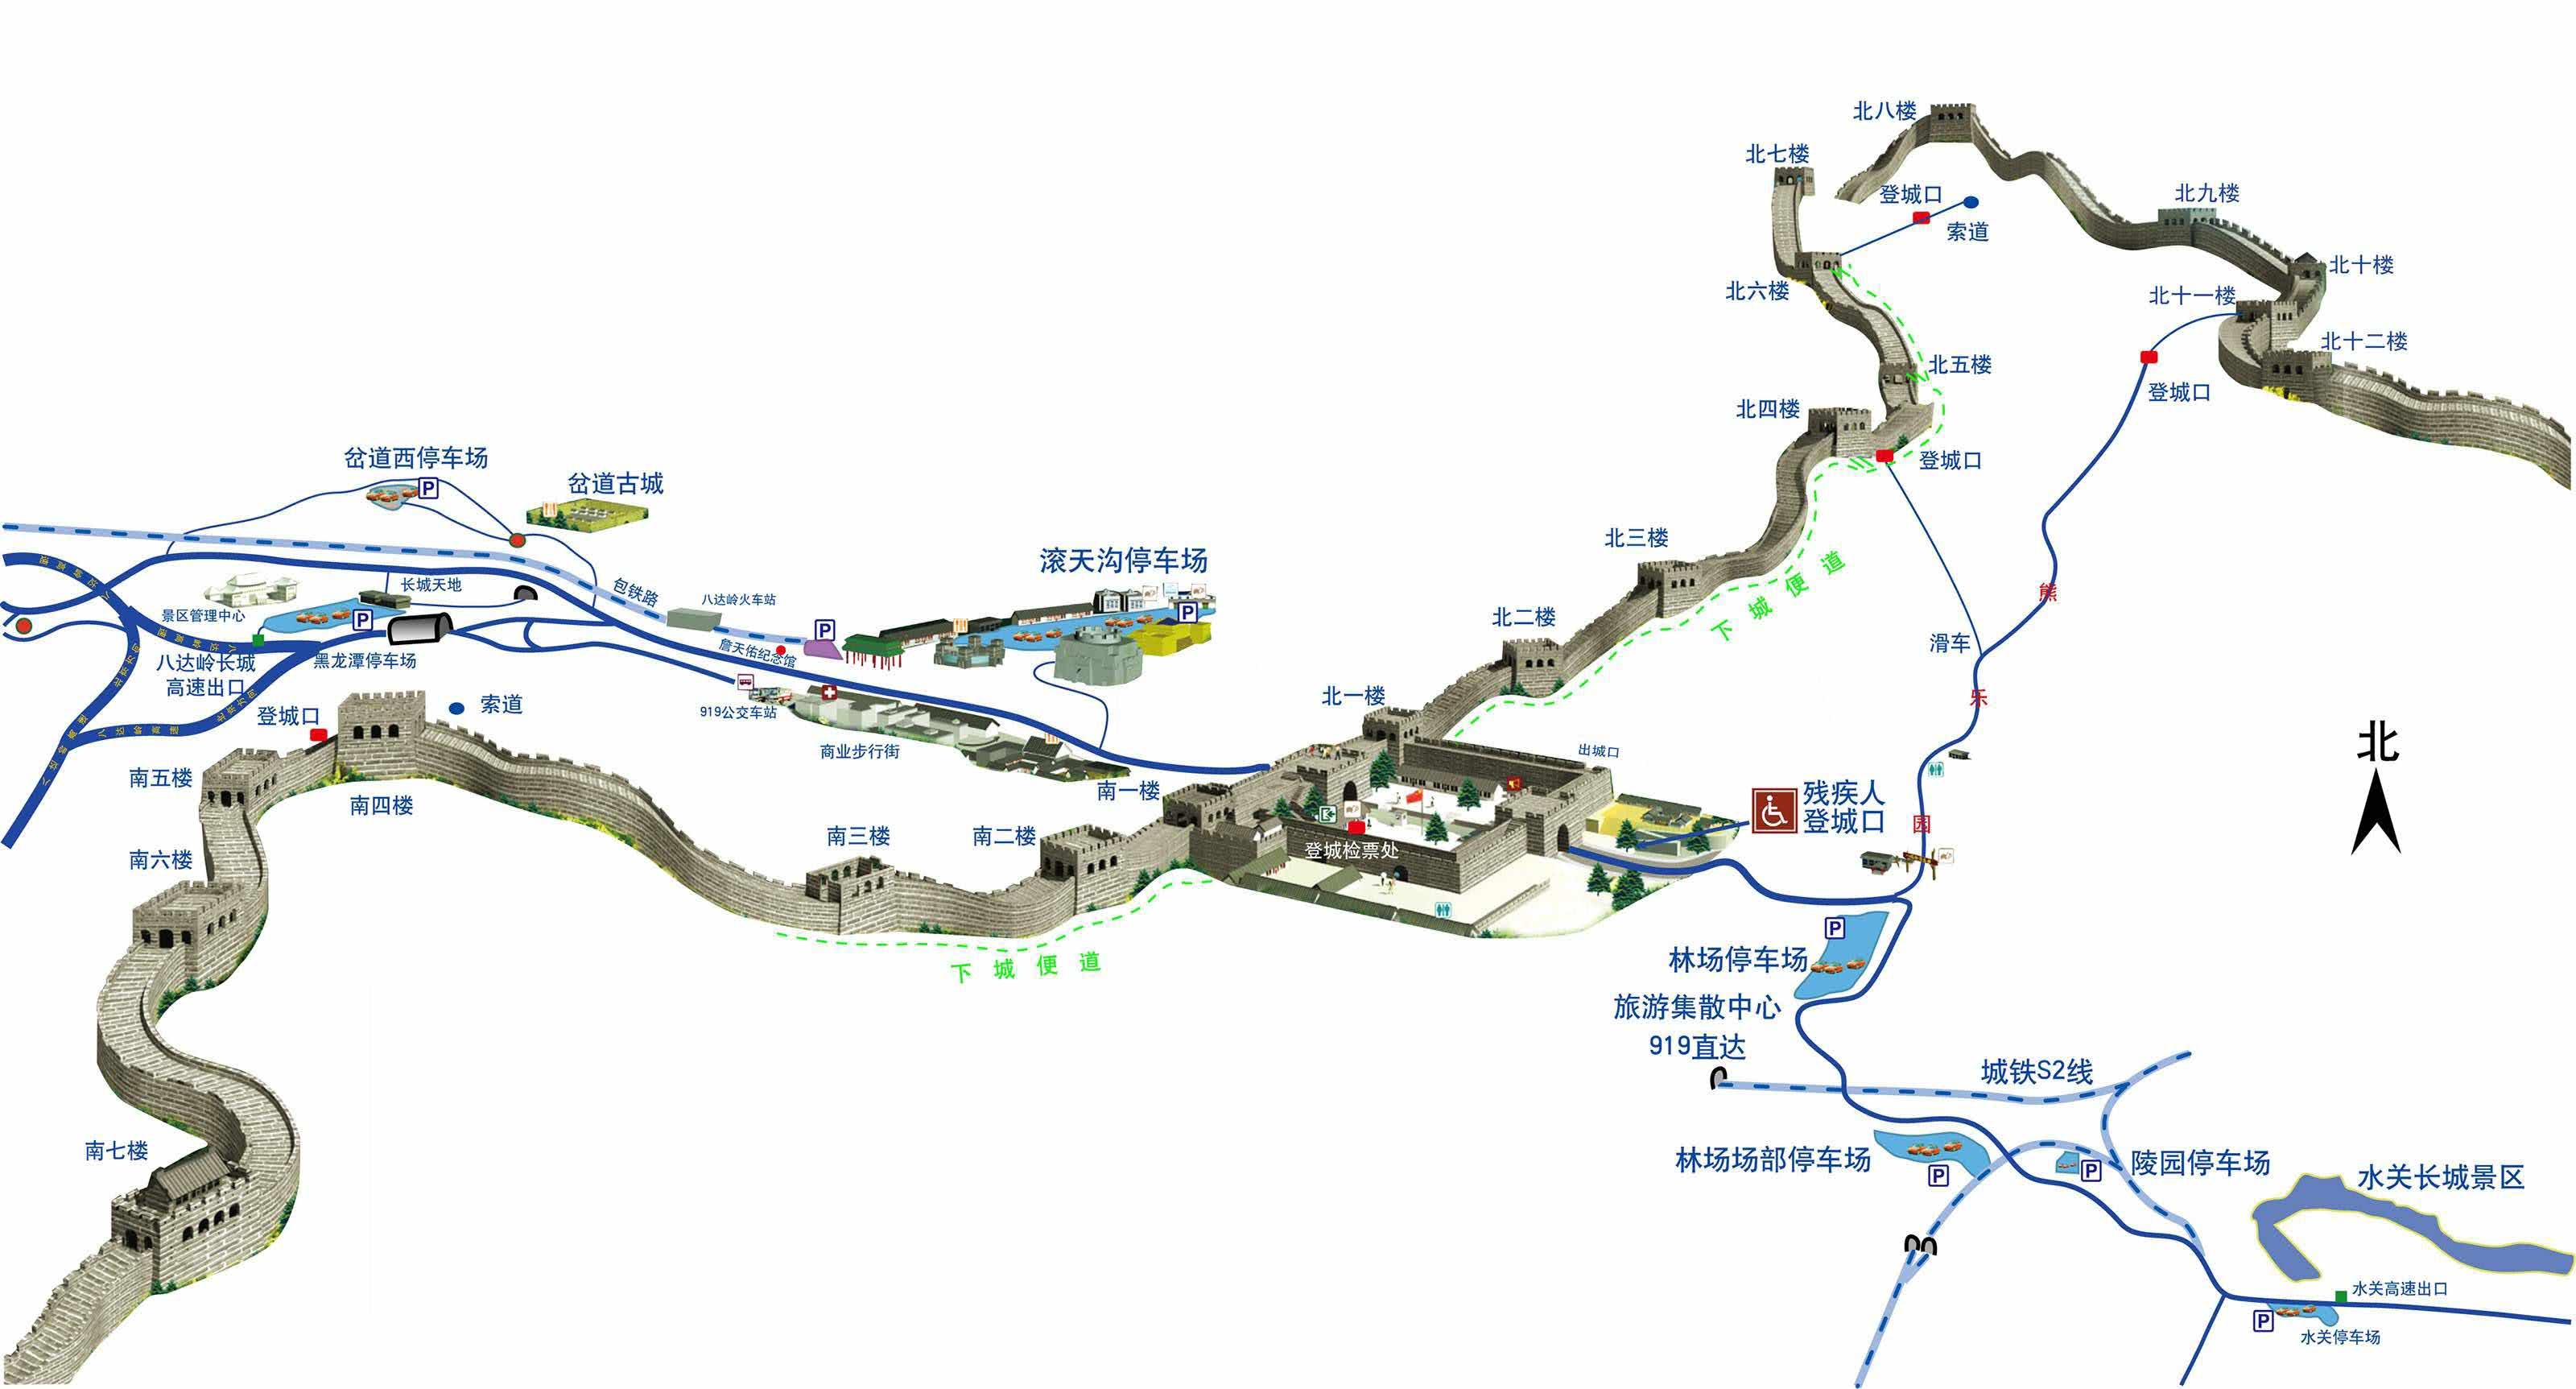 北八楼
北七楼
登城口
索道
北九楼
北十楼
北六楼
北十一楼
北十二楼
北五楼
登城口
北四楼
登城口
岔道西停车场
岔道古城
北三楼
滚天沟停车场
下城便道
包铁路
八达岭火车站
长城天地
景区管理中心
熊
乐
园
北二楼
滑车
詹天佑纪念馆
八达岭长城
高速出口
黑龙潭停车场
八达岭高速
北一楼
索道
登城口
919公交车站
商业步行街
出城口
北
南五楼
南四楼
南一楼
残疾人
登城口
南三楼
南二楼
登城检票处
南六楼
下城便道
林场停车场
旅游集散中心
919直达
城铁S2线
南七楼
林场场部停车场
陵园停车场
水关长城景区
水关高速出口
水关停车场
P
P
P
P
P
P
P
P